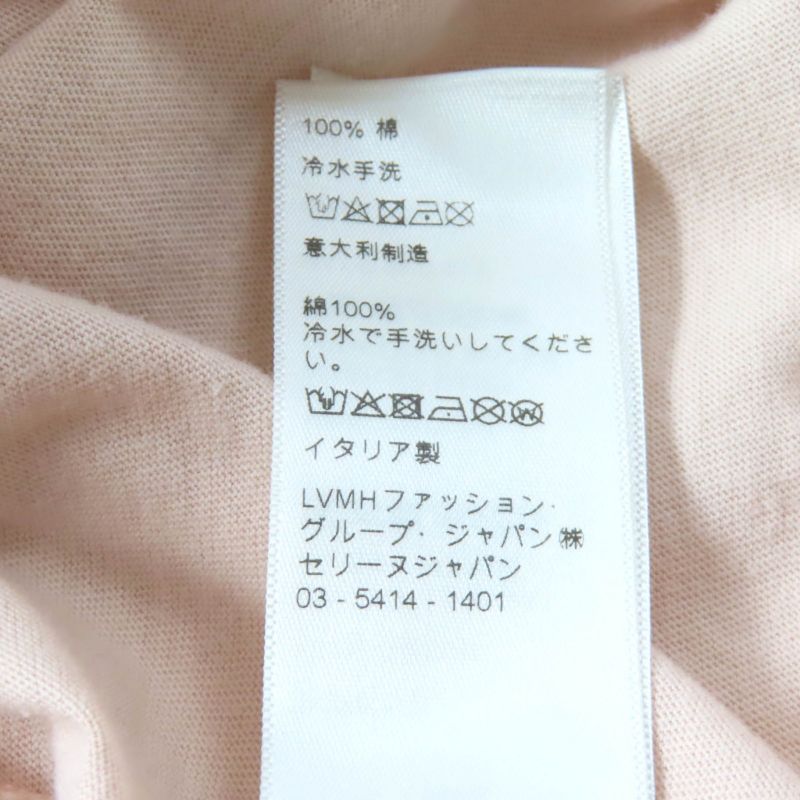 100% 棉
冷水手洗
意大利制造
綿100%
冷水で手洗いしてくださ
い。
W
イタリア製
LVMHファッション·
グループ· ジャパン㈱
セリーヌジャパン
03 - 5414 - 1401